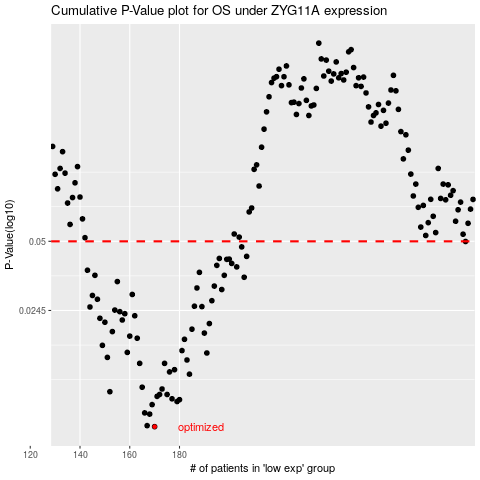 Cumulative P-Value plot for OS under ZYG11A expression
P-Value(log10)
0.05
0.0245
optimized
120 140 160 180
# of patients in 'low exp' group